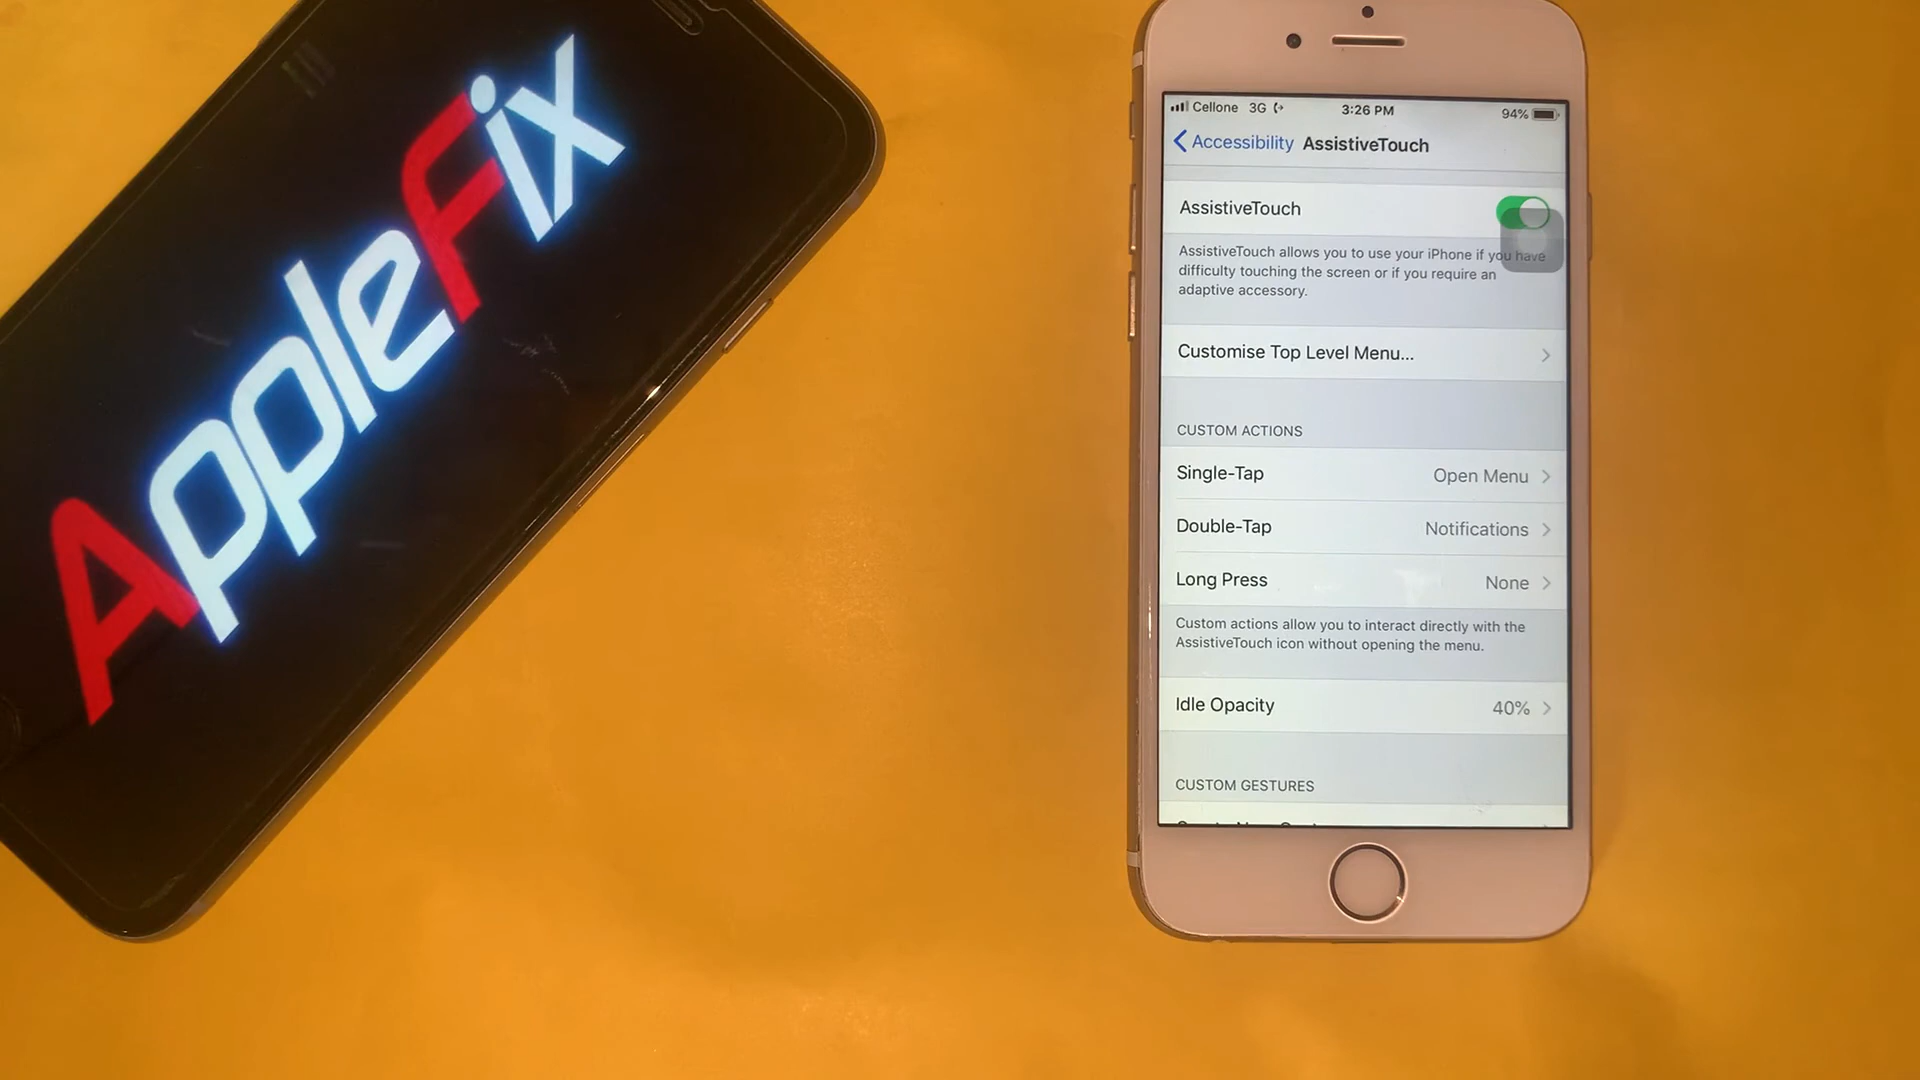 AppleFix
Cellone 3G 3:26 PM 94%
Accessibility AssistiveTouch
AssistiveTouch
AssistiveTouch allows you to use your iPhone if you have
difficulty touching the screen or if you require an
adaptive accessory.
Customise Top Level Menu...
CUSTOM ACTIONS
Single-Tap Open Menu
Double-Tap Notifications
Long Press None
Custom actions allow you to interact directly with the
AssistiveTouch icon without opening the menu.
Idle Opacity 40%
CUSTOM GESTURES